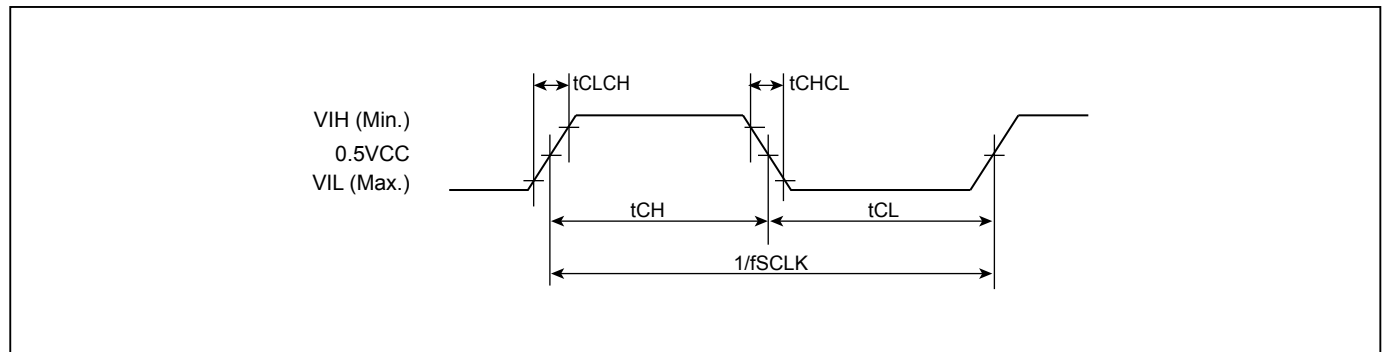 tCLCH
tCHCL
VIH (Min.)
0.5VCC
VIL (Max.)
tCH
tCL
1/fSCLK